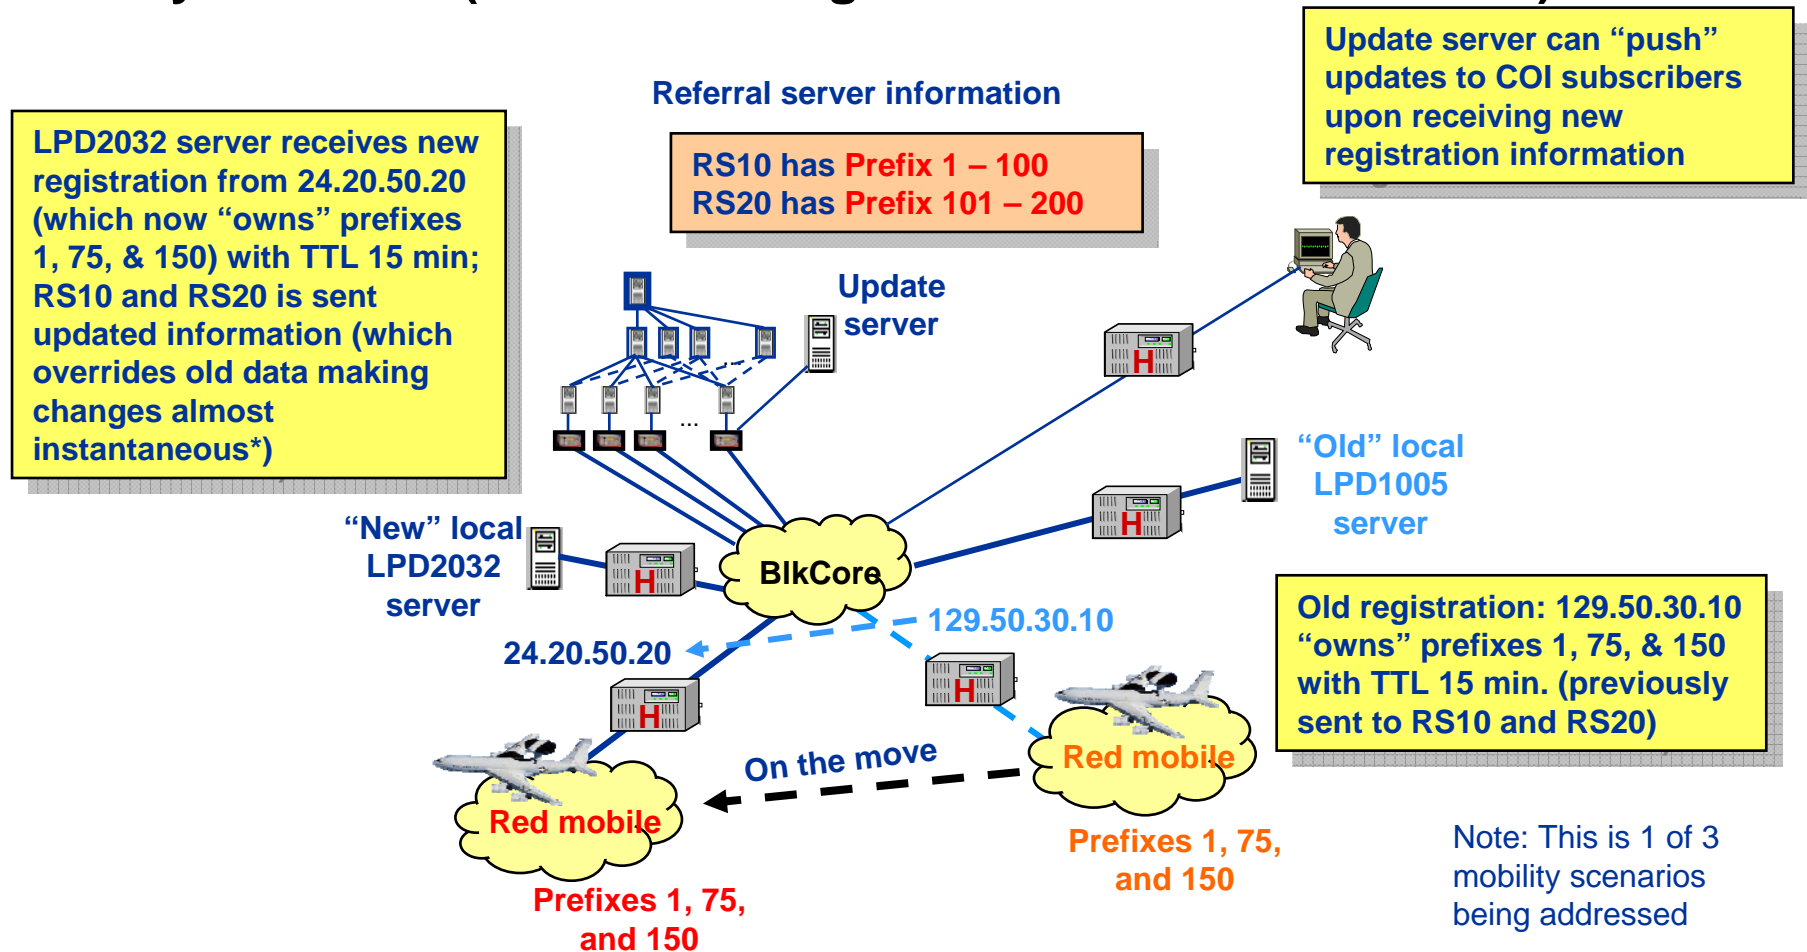 Referral server information
RS10 has Prefix 1 – 100
RS20 has Prefix 101 – 200
Update server can “push”
updates to COI subscribers
upon receiving new
registration information
LPD2032 server receives new
registration from 24.20.50.20
(which now “owns” prefixes
1, 75, & 150) with TTL 15 min;
RS10 and RS20 is sent
updated information (which
overrides old data making
changes almost
instantaneous*)
Update
server
...
...
H
“Old” local
LPD1005
server
H
“New” local
LPD2032
server
H
BlkCore
129.50.30.10
24.20.50.20
H
H
Old registration: 129.50.30.10
“owns” prefixes 1, 75, & 150
with TTL 15 min. (previously
sent to RS10 and RS20)
On the move
Red mobile
Red mobile
Prefixes 1, 75,
and 150
Prefixes 1, 75,
and 150
Note: This is 1 of 3
mobility scenarios
being addressed